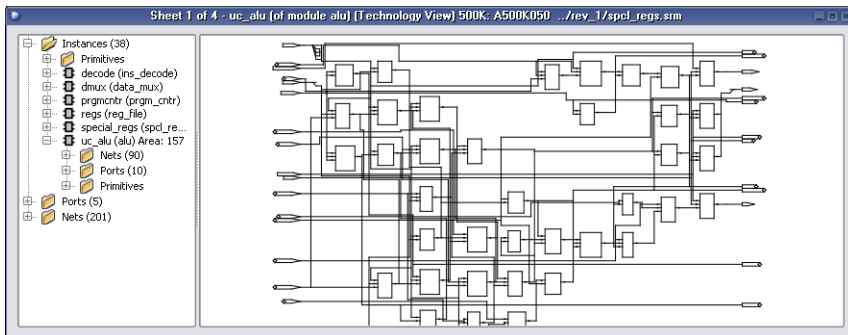 Sheet 1 of 4 - uc_alu (of module alu) (Technology View) 500K: A500K050 ../rev_1/spcl_regs.srm
Instances (38)
Primitives
decode (ins_decode)
dmux (data_mux)
prgmcntr (prgm_cntr)
regs (reg_file)
special_regs (spcl_re...
uc_alu (alu) Area: 157
Nets (90)
Ports (10)
Primitives
Ports (5)
Nets (201)